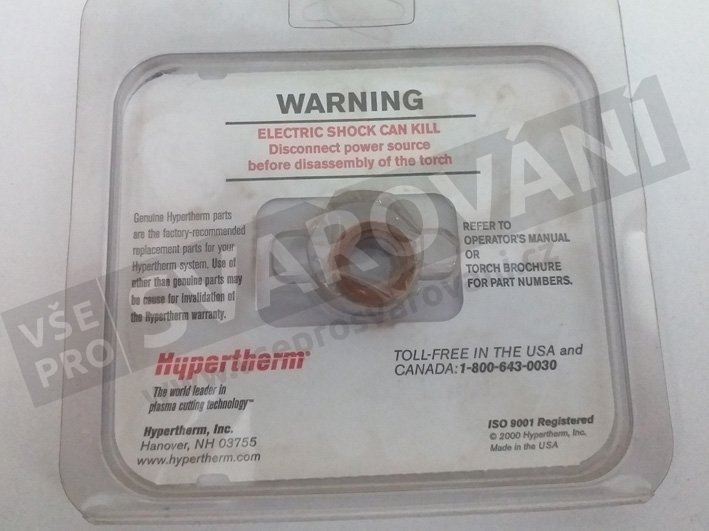 WARNING
ELECTRIC SHOCK CAN KILL
Disconnect power source
before disassembly of the torch
Genuine Hypertherm parts
are the factory-recommended
replacement parts for your
Hypertherm system. Use of
other than genuine parts may
be cause for invalidation of
the Hypertherm warranty.
REFER TO
OPERATOR'S MANUAL
OR
TORCH BROCHURE
FOR PART NUMBERS.
VŠE
PRO
SVAROVÁNÍ
www.vseprosvarovani.cz
Hypertherm®
The world leader in
plasma cutting technology™
Hypertherm, Inc.
Hanover, NH 03755
www.hypertherm.com
TOLL-FREE IN THE USA and
CANADA:1-800-643-0030
ISO 9001 Registered
© 2000 Hypertherm, Inc.
Made in the USA